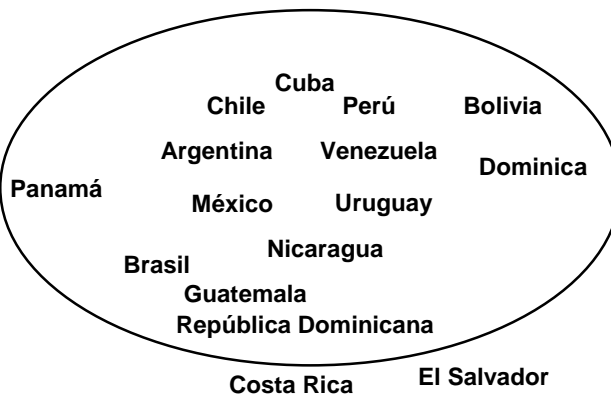 Cuba
Chile Perú Bolivia
Argentina Venezuela
Dominica
Panamá
México Uruguay
Nicaragua
Brasil
Guatemala
República Dominicana
El Salvador
Costa Rica